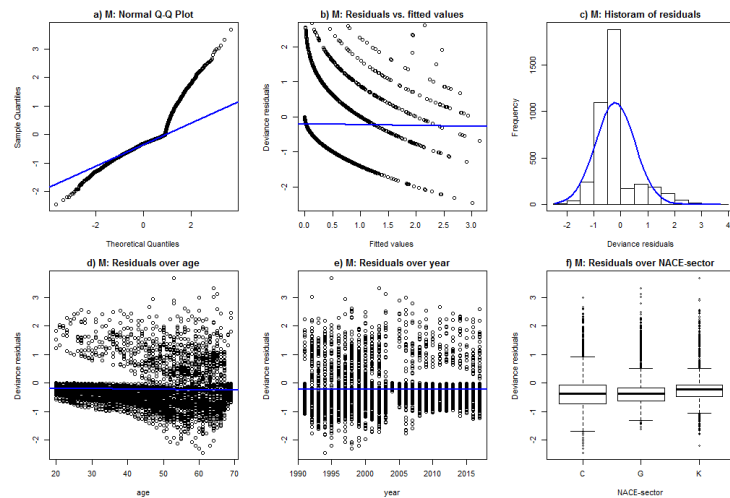 a) M: Normal Q-Q Plot
Sample Quantiles
3
2
1
0
-1
-2
-2
0
2
Theoretical Quantiles
b) M: Residuals vs. fitted values
Deviance residuals
2
1
0
-1
-2
0.0
0.5
1.0
1.5
2.0
2.5
3.0
Fitted values
c) M: Historam of residuals
Frequency
1500
1000
500
0
-2
-1
0
1
2
3
4
Deviance residuals
d) M: Residuals over age
Deviance residuals
3
2
1
0
-1
-2
20
30
40
50
60
70
age
e) M: Residuals over year
Deviance residuals
3
2
1
0
-1
-2
1990
1995
2000
2005
2010
2015
year
f) M: Residuals over NACE-sector
Deviance residuals
3
2
1
0
-1
-2
C
G
K
NACE-sector